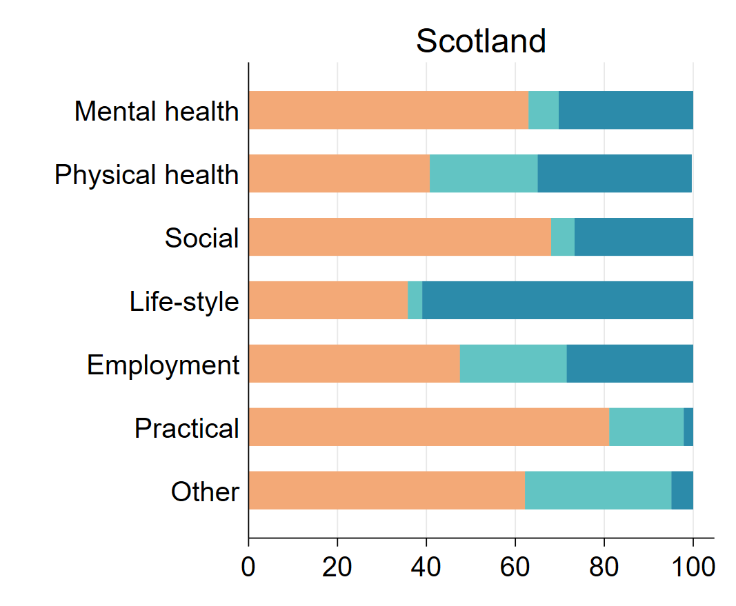 Scotland
Mental health
Physical health
Social
Life-style
Employment
Practical
Other
0 20 40 60 80 100